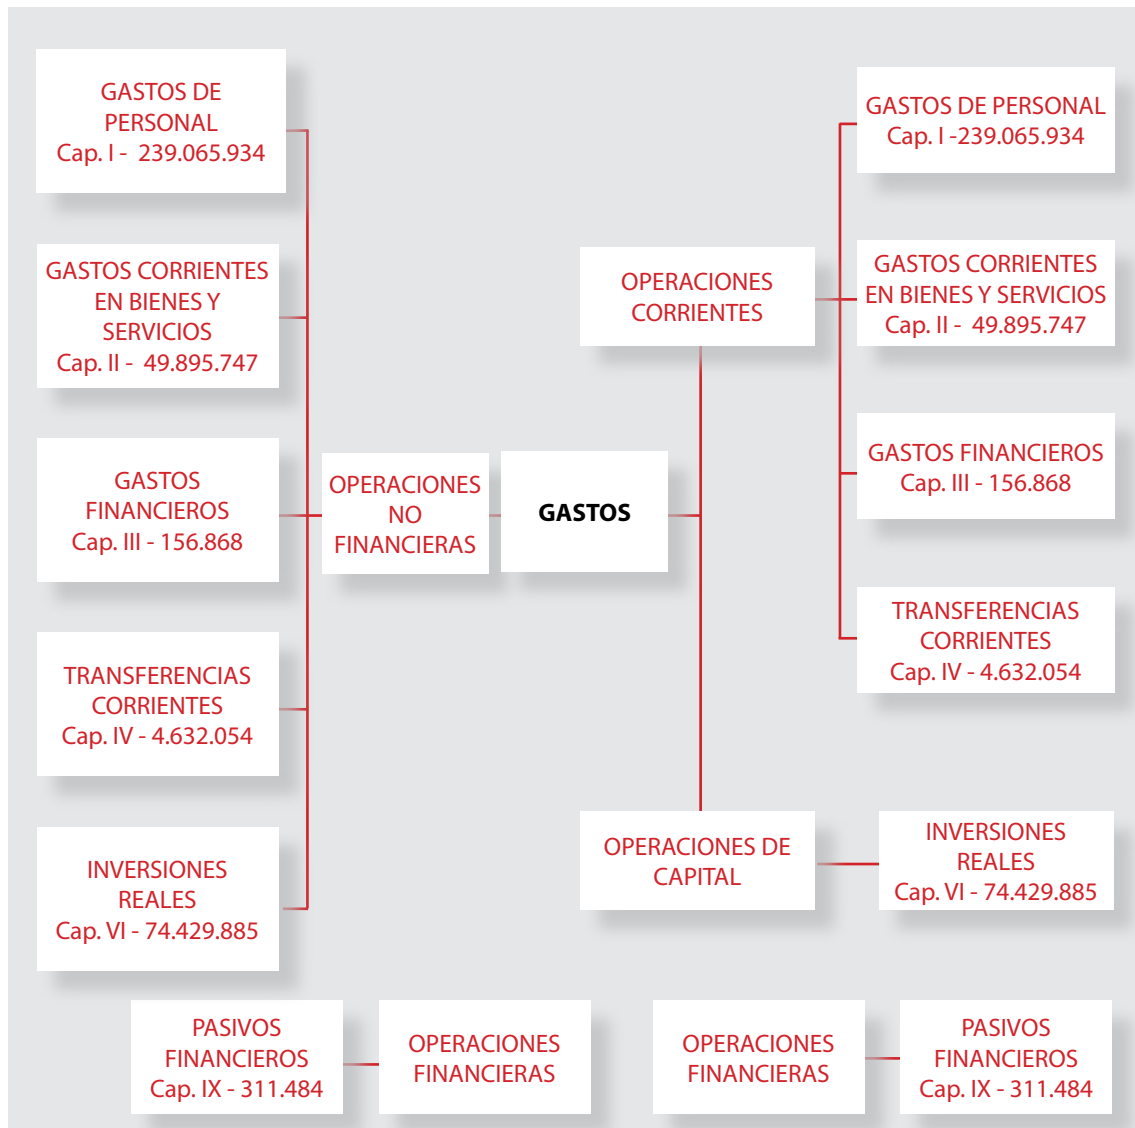 GASTOS DE
PERSONAL
Cap. I - 239.065.934
GASTOS CORRIENTES
EN BIENES Y
SERVICIOS
Cap. II - 49.895.747
GASTOS
FINANCIEROS
Cap. III - 156.868
TRANSFERENCIAS
CORRIENTES
Cap. IV - 4.632.054
INVERSIONES
REALES
Cap. VI - 74.429.885
OPERACIONES
NO
FINANCIERAS
GASTOS
OPERACIONES
CORRIENTES
GASTOS DE PERSONAL
Cap. I -239.065.934
GASTOS CORRIENTES
EN BIENES Y SERVICIOS
Cap. II - 49.895.747
GASTOS FINANCIEROS
Cap. III - 156.868
TRANSFERENCIAS
CORRIENTES
Cap. IV - 4.632.054
OPERACIONES DE
CAPITAL
INVERSIONES
REALES
Cap. VI - 74.429.885
PASIVOS
FINANCIEROS
Cap. IX - 311.484
OPERACIONES
FINANCIERAS
OPERACIONES
FINANCIERAS
PASIVOS
FINANCIEROS
Cap. IX - 311.484